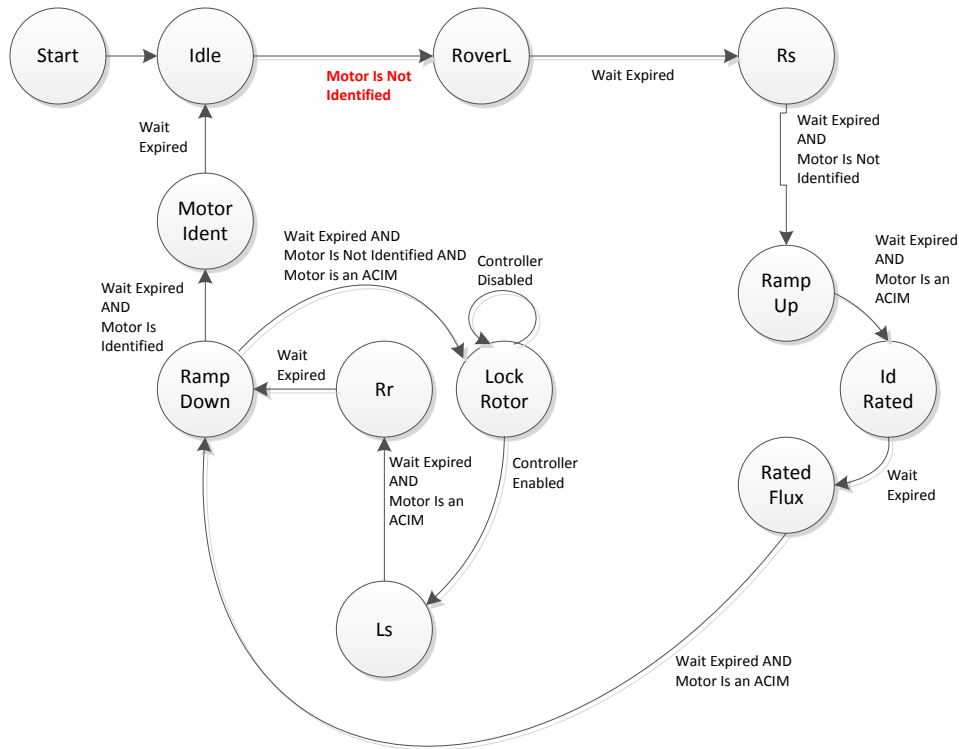 Start
Idle
RoverL
Rs
Motor Is Not
Identified
Wait Expired
Wait Expired
AND
Motor Is Not
Identified
Wait
Expired
Motor
Ident
Wait Expired AND
Motor Is Not Identified AND
Motor is an ACIM
Controller
Disabled
Ramp
Up
Wait Expired
AND
Motor Is an
ACIM
Wait Expired
AND
Motor Is
Identified
Ramp
Down
Wait
Expired
Rr
Lock
Rotor
Id
Rated
Wait Expired
AND
Motor Is an
ACIM
Controller
Enabled
Rated
Flux
Wait
Expired
Ls
Wait Expired AND
Motor Is an ACIM